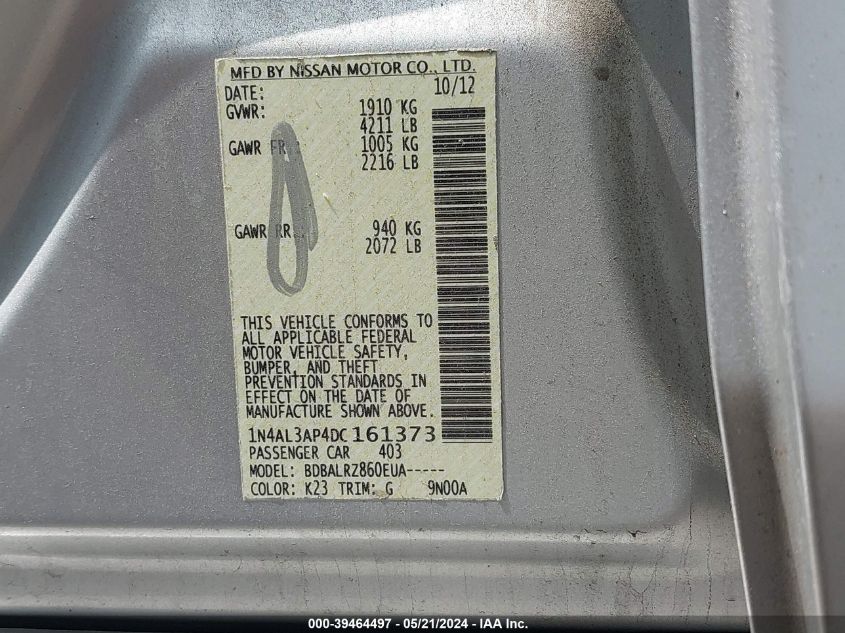 MFD BY NISSAN MOTOR CO., LTD.
DATE: 10/12
GVWR: 1910 KG
4211 LB
GAWR FR.: 1005 KG
2216 LB
GAWR RR.: 940 KG
2072 LB
THIS VEHICLE CONFORMS TO
ALL APPLICABLE FEDERAL
MOTOR VEHICLE SAFETY,
BUMPER, AND THEFT
PREVENTION STANDARDS IN
EFFECT ON THE DATE OF
MANUFACTURE SHOWN ABOVE.
1N4AL3AP4DC161373
PASSENGER CAR 403
MODEL: BDBALRZ860EUA-----
COLOR: K23 TRIM: G 9N00A
000-39464497 - 05/21/2024 - IAA Inc.